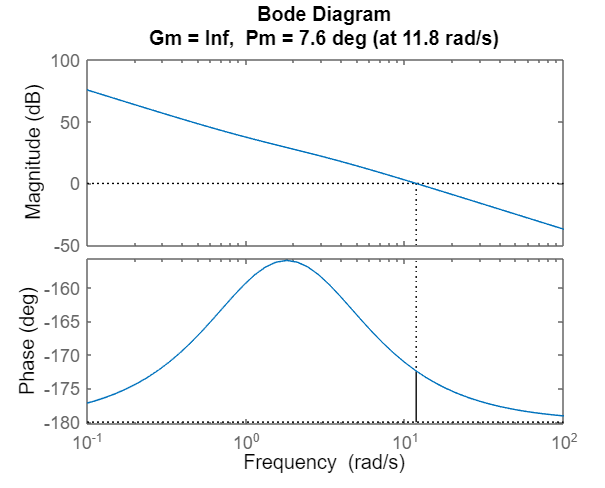 Bode Diagram
Gm = Inf,  Pm = 7.6 deg (at 11.8 rad/s)
Magnitude (dB)
100
50
0
-50
Phase (deg)
-160
-165
-170
-175
-180
10^-1
10^0
10^1
10^2
Frequency  (rad/s)